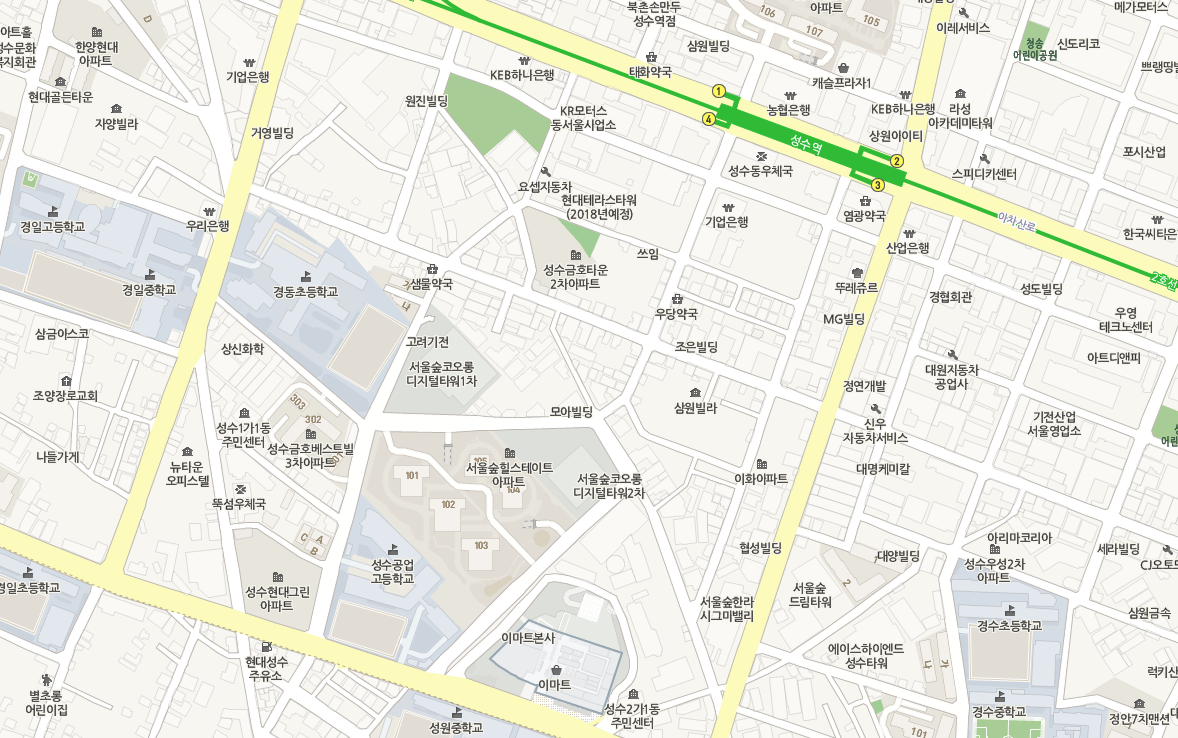 북촌손만두
성수역점
아파트
메가모터스
아트홀
한양현대
아파트
D
106
107
105
이레서비스
청송
어린이공원
신도리코
기업은행
KEB하나은행
태화약국
삼원빌딩
캐슬프라자1
현대골든타운
자양빌라
원진빌딩
KR모터스
동서울시업소
1
4
농협은행
KEB하나은행
라성
아카데미타워
거영빌딩
성수역
상원이이티
2
3
포시산업
성수동우체국
스피디카센터
요셉지동차
현대테라스타워
(2018년예정)
기업은행
염광약국
아차산로
경일고등학교
우리은행
산업은행
쓰임
성수금호타운
2차아파트
경일중학교
경동초등학교
샘물약국
가
나
뚜레쥬르
경협회관
성도빌딩
2호선
우당약국
MG빌딩
우영
테크노센터
삼금아스코
상신화학
고려기전
조은빌딩
아트디앤피
서울숲코오롱
디지털타워1차
대원지동차
공업사
조양장로교회
303
302
정연개발
성수1가1동
주민센터
모아빌딩
삼원빌라
신우
자동차서비스
기전산업
서울영업소
성수금호베스트빌
3차아파트
나들가게
뉴타운
오피스텔
서울숲힐스테이트
아파트
101
105
104
102
103
서울숲코오롱
디지털타워2차
이화아파트
대명케미칼
뚝섬우체국
C
A
B
협성빌딩
대양빌딩
2
아리마코리아
성수우성2차
아파트
세라빌딩
성수공업
고등학교
경일초등학교
성수현대그린
아파트
서울숲한라
시그마밸리
서울숲
드림타워
경수초등학교
삼원금속
이마트본사
이마트
에이스하이엔드
성수타워
나
가
현대성수
주유소
별초롱
어린이집
성원중학교
성수2가1동
주민센터
101
경수중학교
정안7치맨션